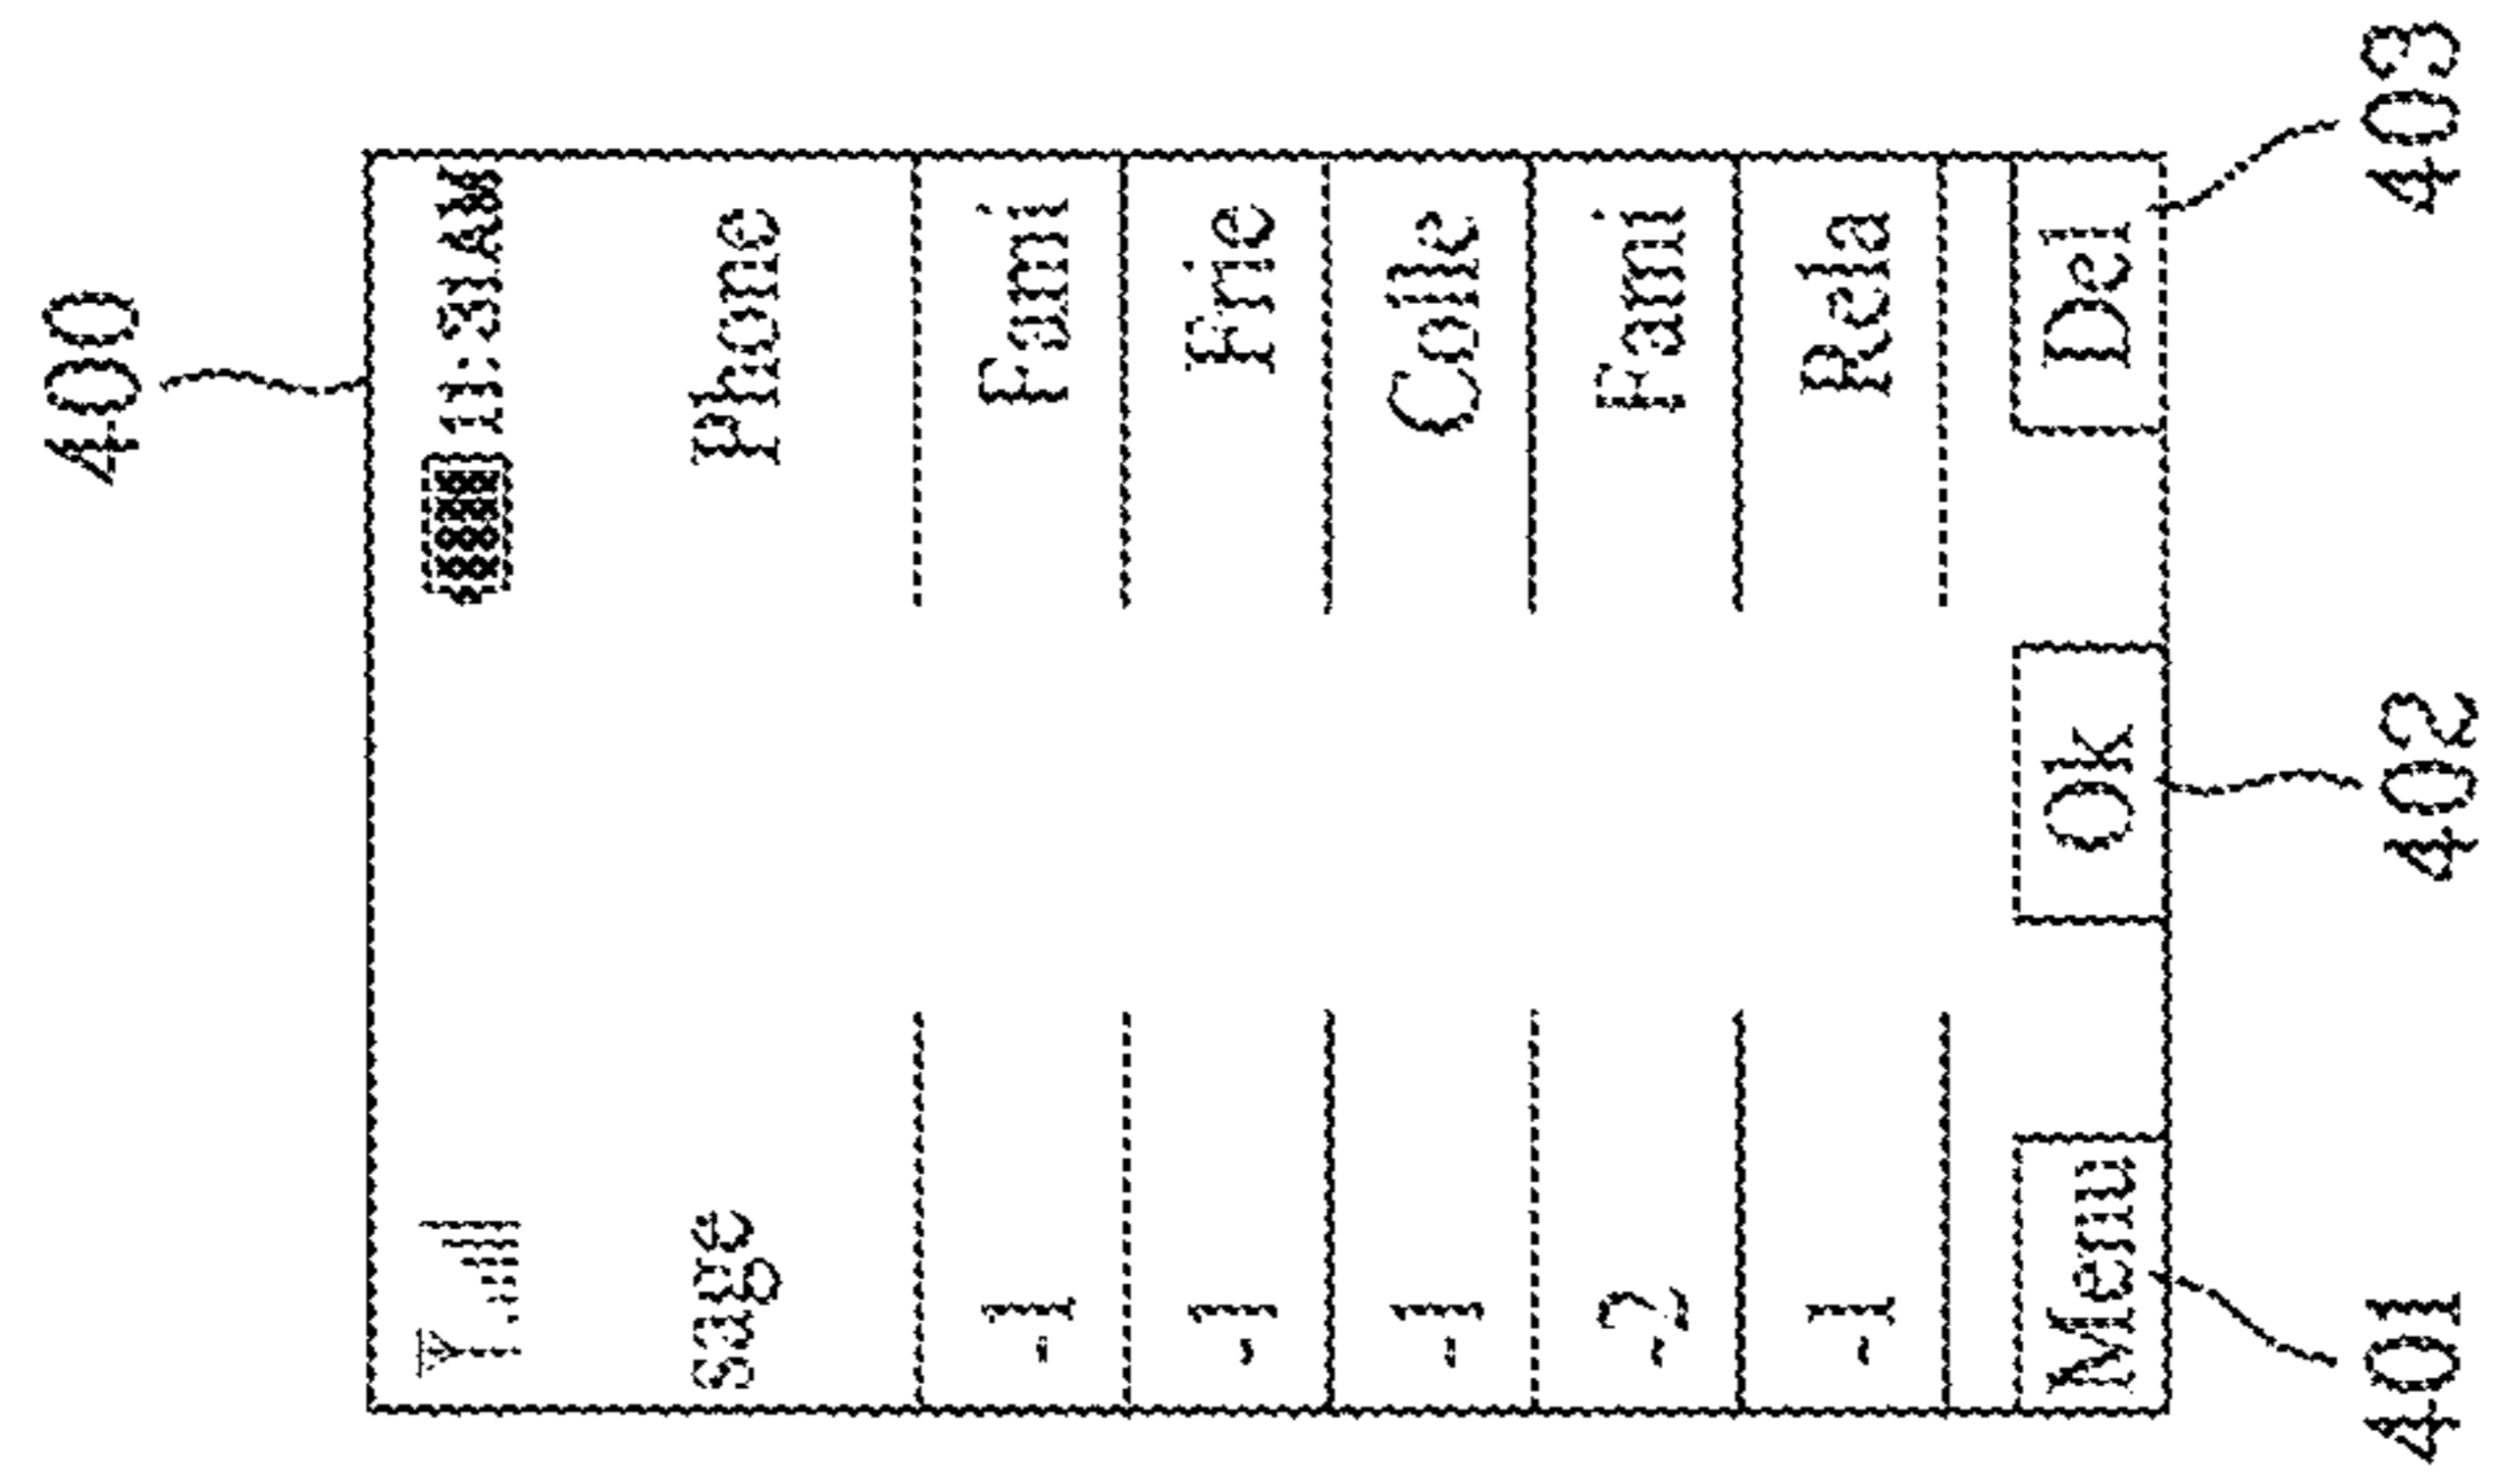 400
11:31AM
sage Phone
-1 Fami
-1 Frie
-1 Colle
-2 Fami
-1 Rela
Menu Ok Del
401 402 403